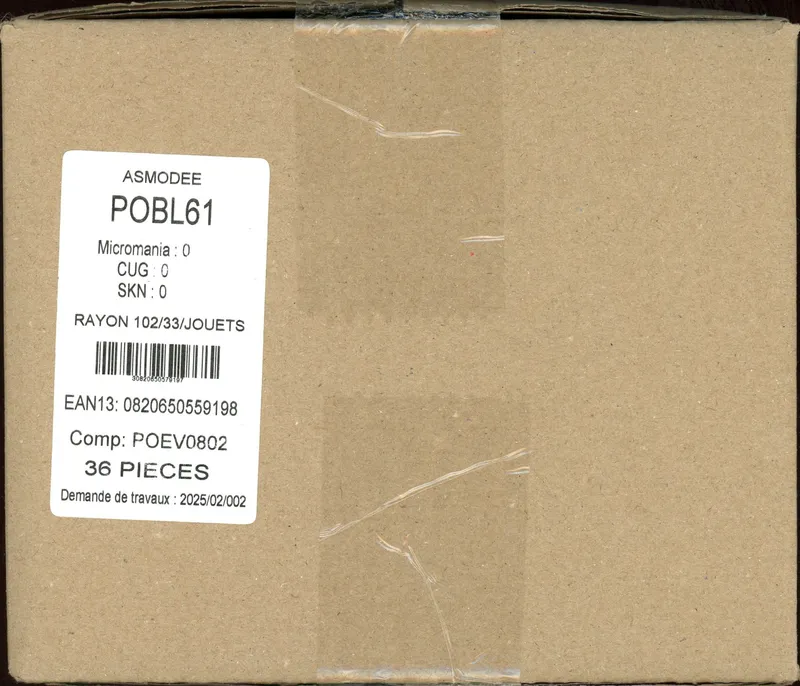 ASMODEE
POBL61
Micromania : 0
CUG : 0
SKN : 0
RAYON 102/33/JOUETS
3082065057919?
EAN13: 0820650559198
Comp: POEV0802
36 PIECES
Demande de travaux : 2025/02/002